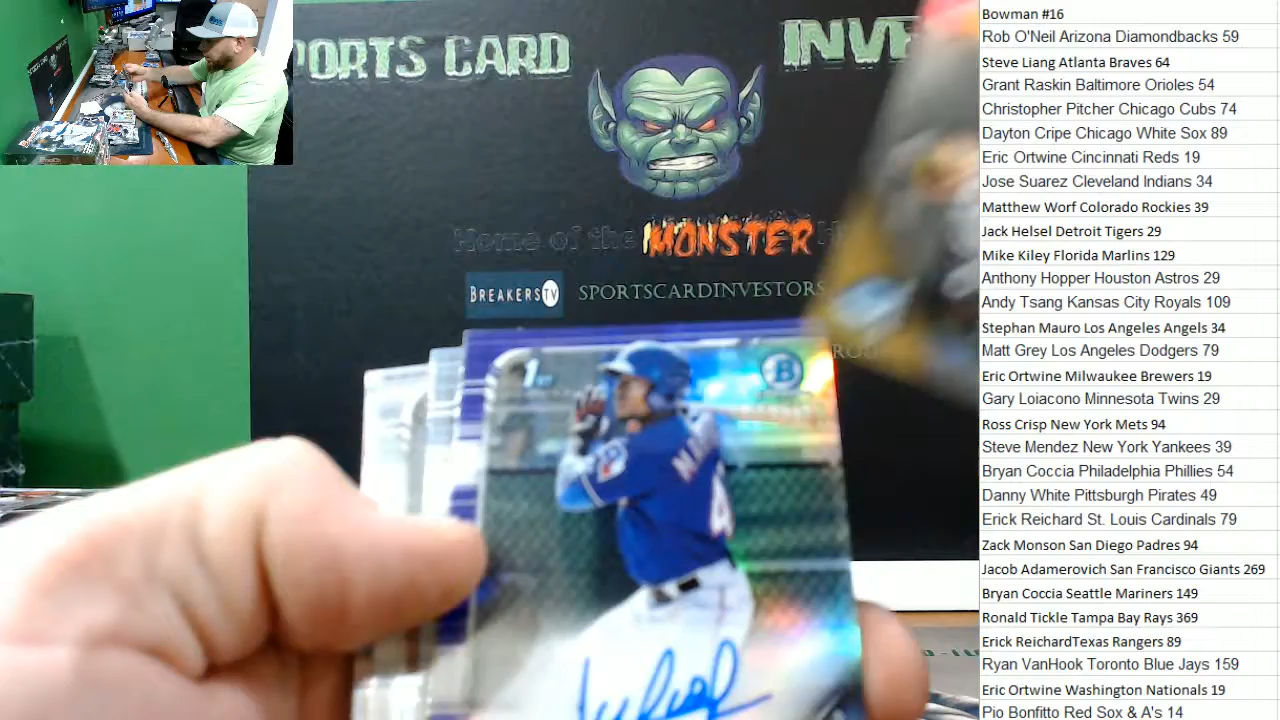 PORTS CARD
INVE
Home of the MONSTER H
BREAKERS TV
SPORTSCARDINVESTORS
ROU
1ST
B
4
Bowman #16
Rob O'Neil Arizona Diamondbacks 59
Steve Liang Atlanta Braves 64
Grant Raskin Baltimore Orioles 54
Christopher Pitcher Chicago Cubs 74
Dayton Cripe Chicago White Sox 89
Eric Ortwine Cincinnati Reds 19
Jose Suarez Cleveland Indians 34
Matthew Worf Colorado Rockies 39
Jack Helsel Detroit Tigers 29
Mike Kiley Florida Marlins 129
Anthony Hopper Houston Astros 29
Andy Tsang Kansas City Royals 109
Stephan Mauro Los Angeles Angels 34
Matt Grey Los Angeles Dodgers 79
Eric Ortwine Milwaukee Brewers 19
Gary Loiacono Minnesota Twins 29
Ross Crisp New York Mets 94
Steve Mendez New York Yankees 39
Bryan Coccia Philadelphia Phillies 54
Danny White Pittsburgh Pirates 49
Erick Reichard St. Louis Cardinals 79
Zack Monson San Diego Padres 94
Jacob Adamerovich San Francisco Giants 269
Bryan Coccia Seattle Mariners 149
Ronald Tickle Tampa Bay Rays 369
Erick ReichardTexas Rangers 89
Ryan VanHook Toronto Blue Jays 159
Eric Ortwine Washington Nationals 19
Pio Bonfitto Red Sox & A's 14